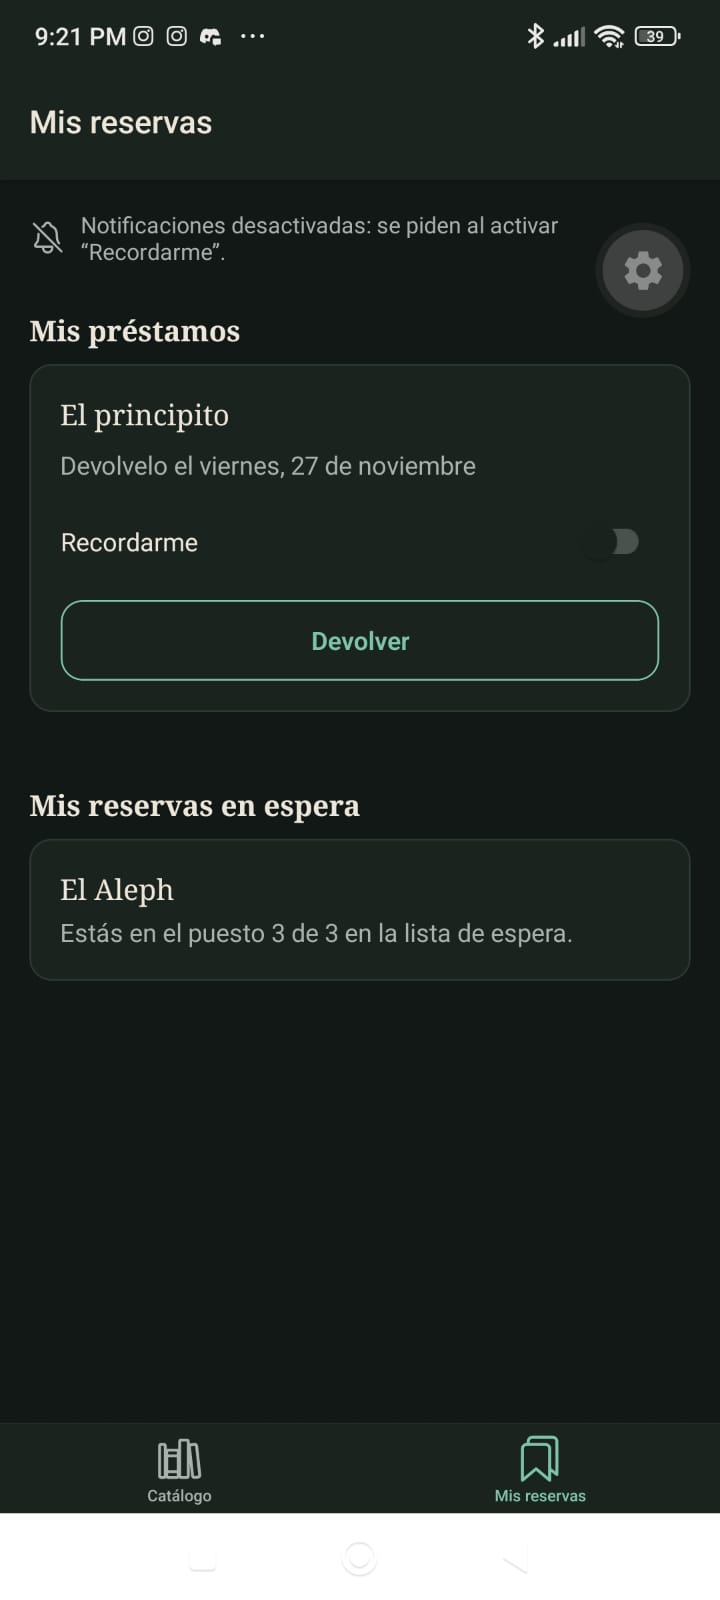 9:21 PM
39
Mis reservas
Notificaciones desactivadas: se piden al activar
“Recordarme”.
Mis préstamos
El principito
Devolvelo el viernes, 27 de noviembre
Recordarme
Devolver
Mis reservas en espera
El Aleph
Estás en el puesto 3 de 3 en la lista de espera.
Catálogo
Mis reservas